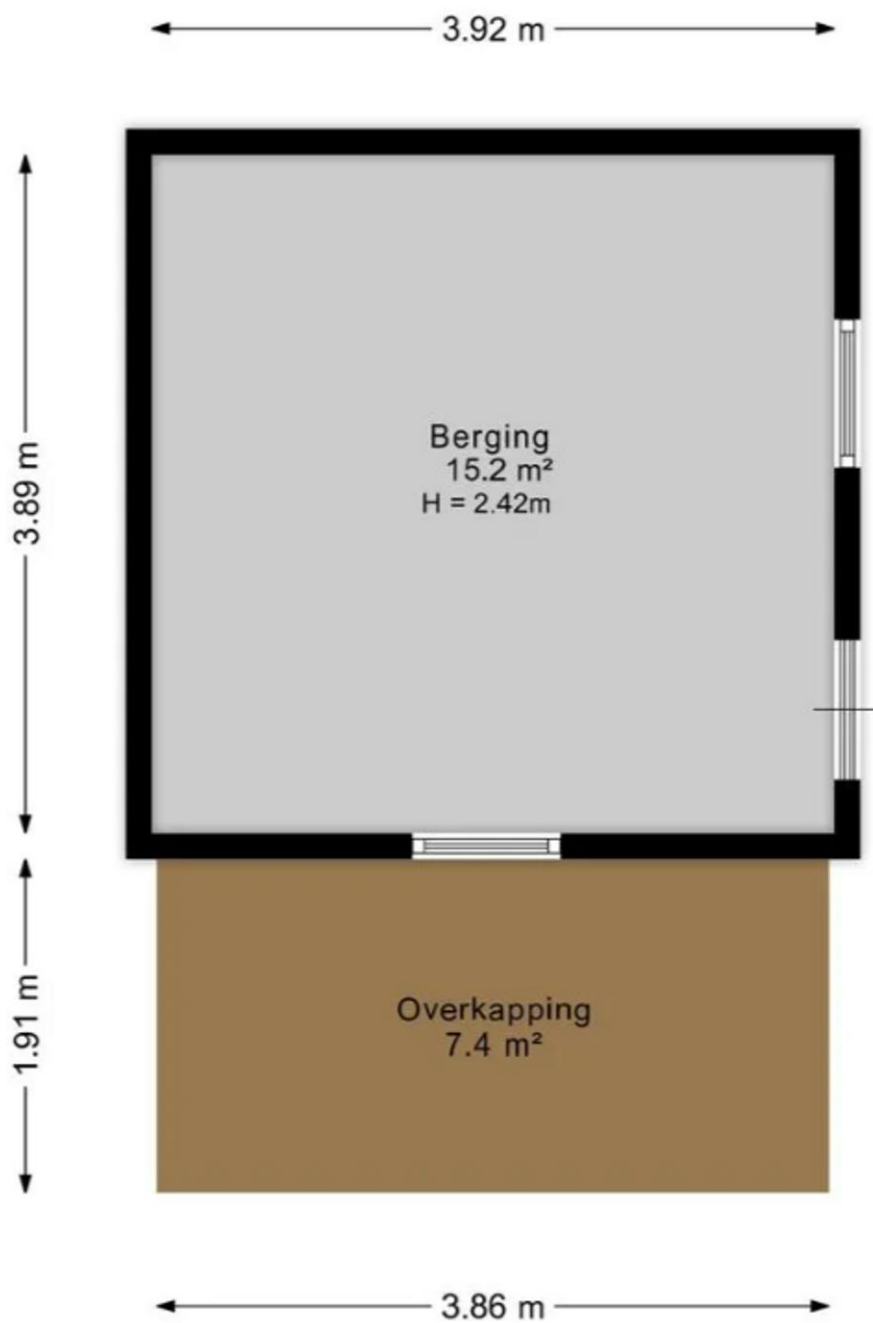 3.92 m
3.89 m
Berging
15.2 m²
H = 2.42m
1.91 m
Overkapping
7.4 m²
3.86 m